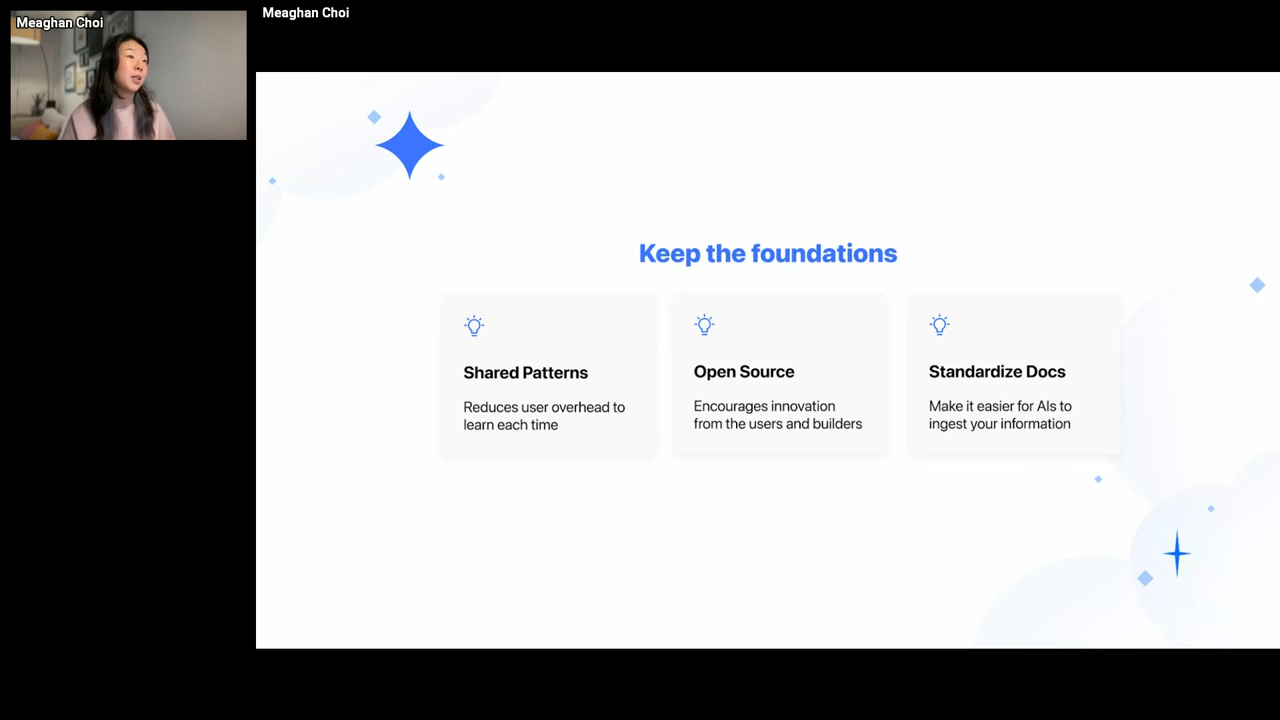 Meaghan Choi
Meaghan Choi
Keep the foundations
Shared Patterns
Reduces user overhead to
learn each time
Open Source
Encourages innovation
from the users and builders
Standardize Docs
Make it easier for AIs to
ingest your information